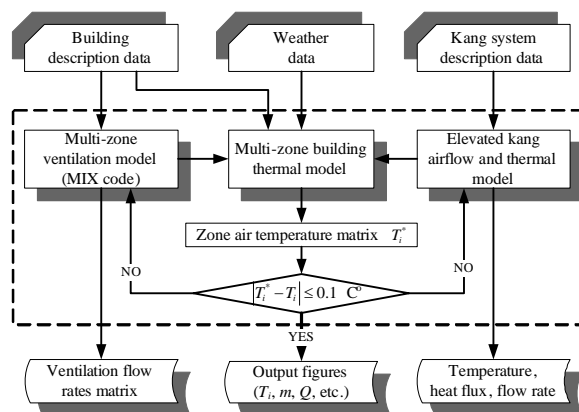 Building
description data
Weather
data
Kang system
description data
Multi-zone
ventilation model
(MIX code)
Multi-zone building
thermal model
Elevated kang
airflow and thermal
model
Zone air temperature matrix T_i^*
NO
|T_i^* − T_i| ≤ 0.1 C°
NO
YES
Ventilation flow
rates matrix
Output figures
(T_i, m, Q, etc.)
Temperature,
heat flux, flow rate